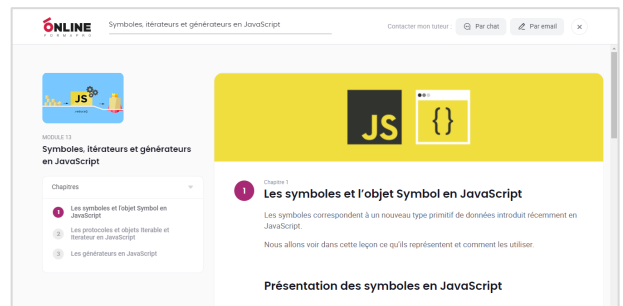 ONLINE
FORMAPRO
Symboles, itérateurs et générateurs en JavaScript
Contacter mon tuteur :
Par chat
Par email
JS
MODULE 13
Symboles, itérateurs et générateurs
en JavaScript
Chapitres
1 Les symboles et l'objet Symbol en
JavaScript
2 Les protocoles et objets Iterable et
Iterateur en JavaScript
3 Les générateurs en JavaScript
JS
{}
Chapitre 1
1 Les symboles et l'objet Symbol en JavaScript
Les symboles correspondent à un nouveau type primitif de données introduit récemment en
JavaScript.
Nous allons voir dans cette leçon ce qu'ils représentent et comment les utiliser.
Présentation des symboles en JavaScript